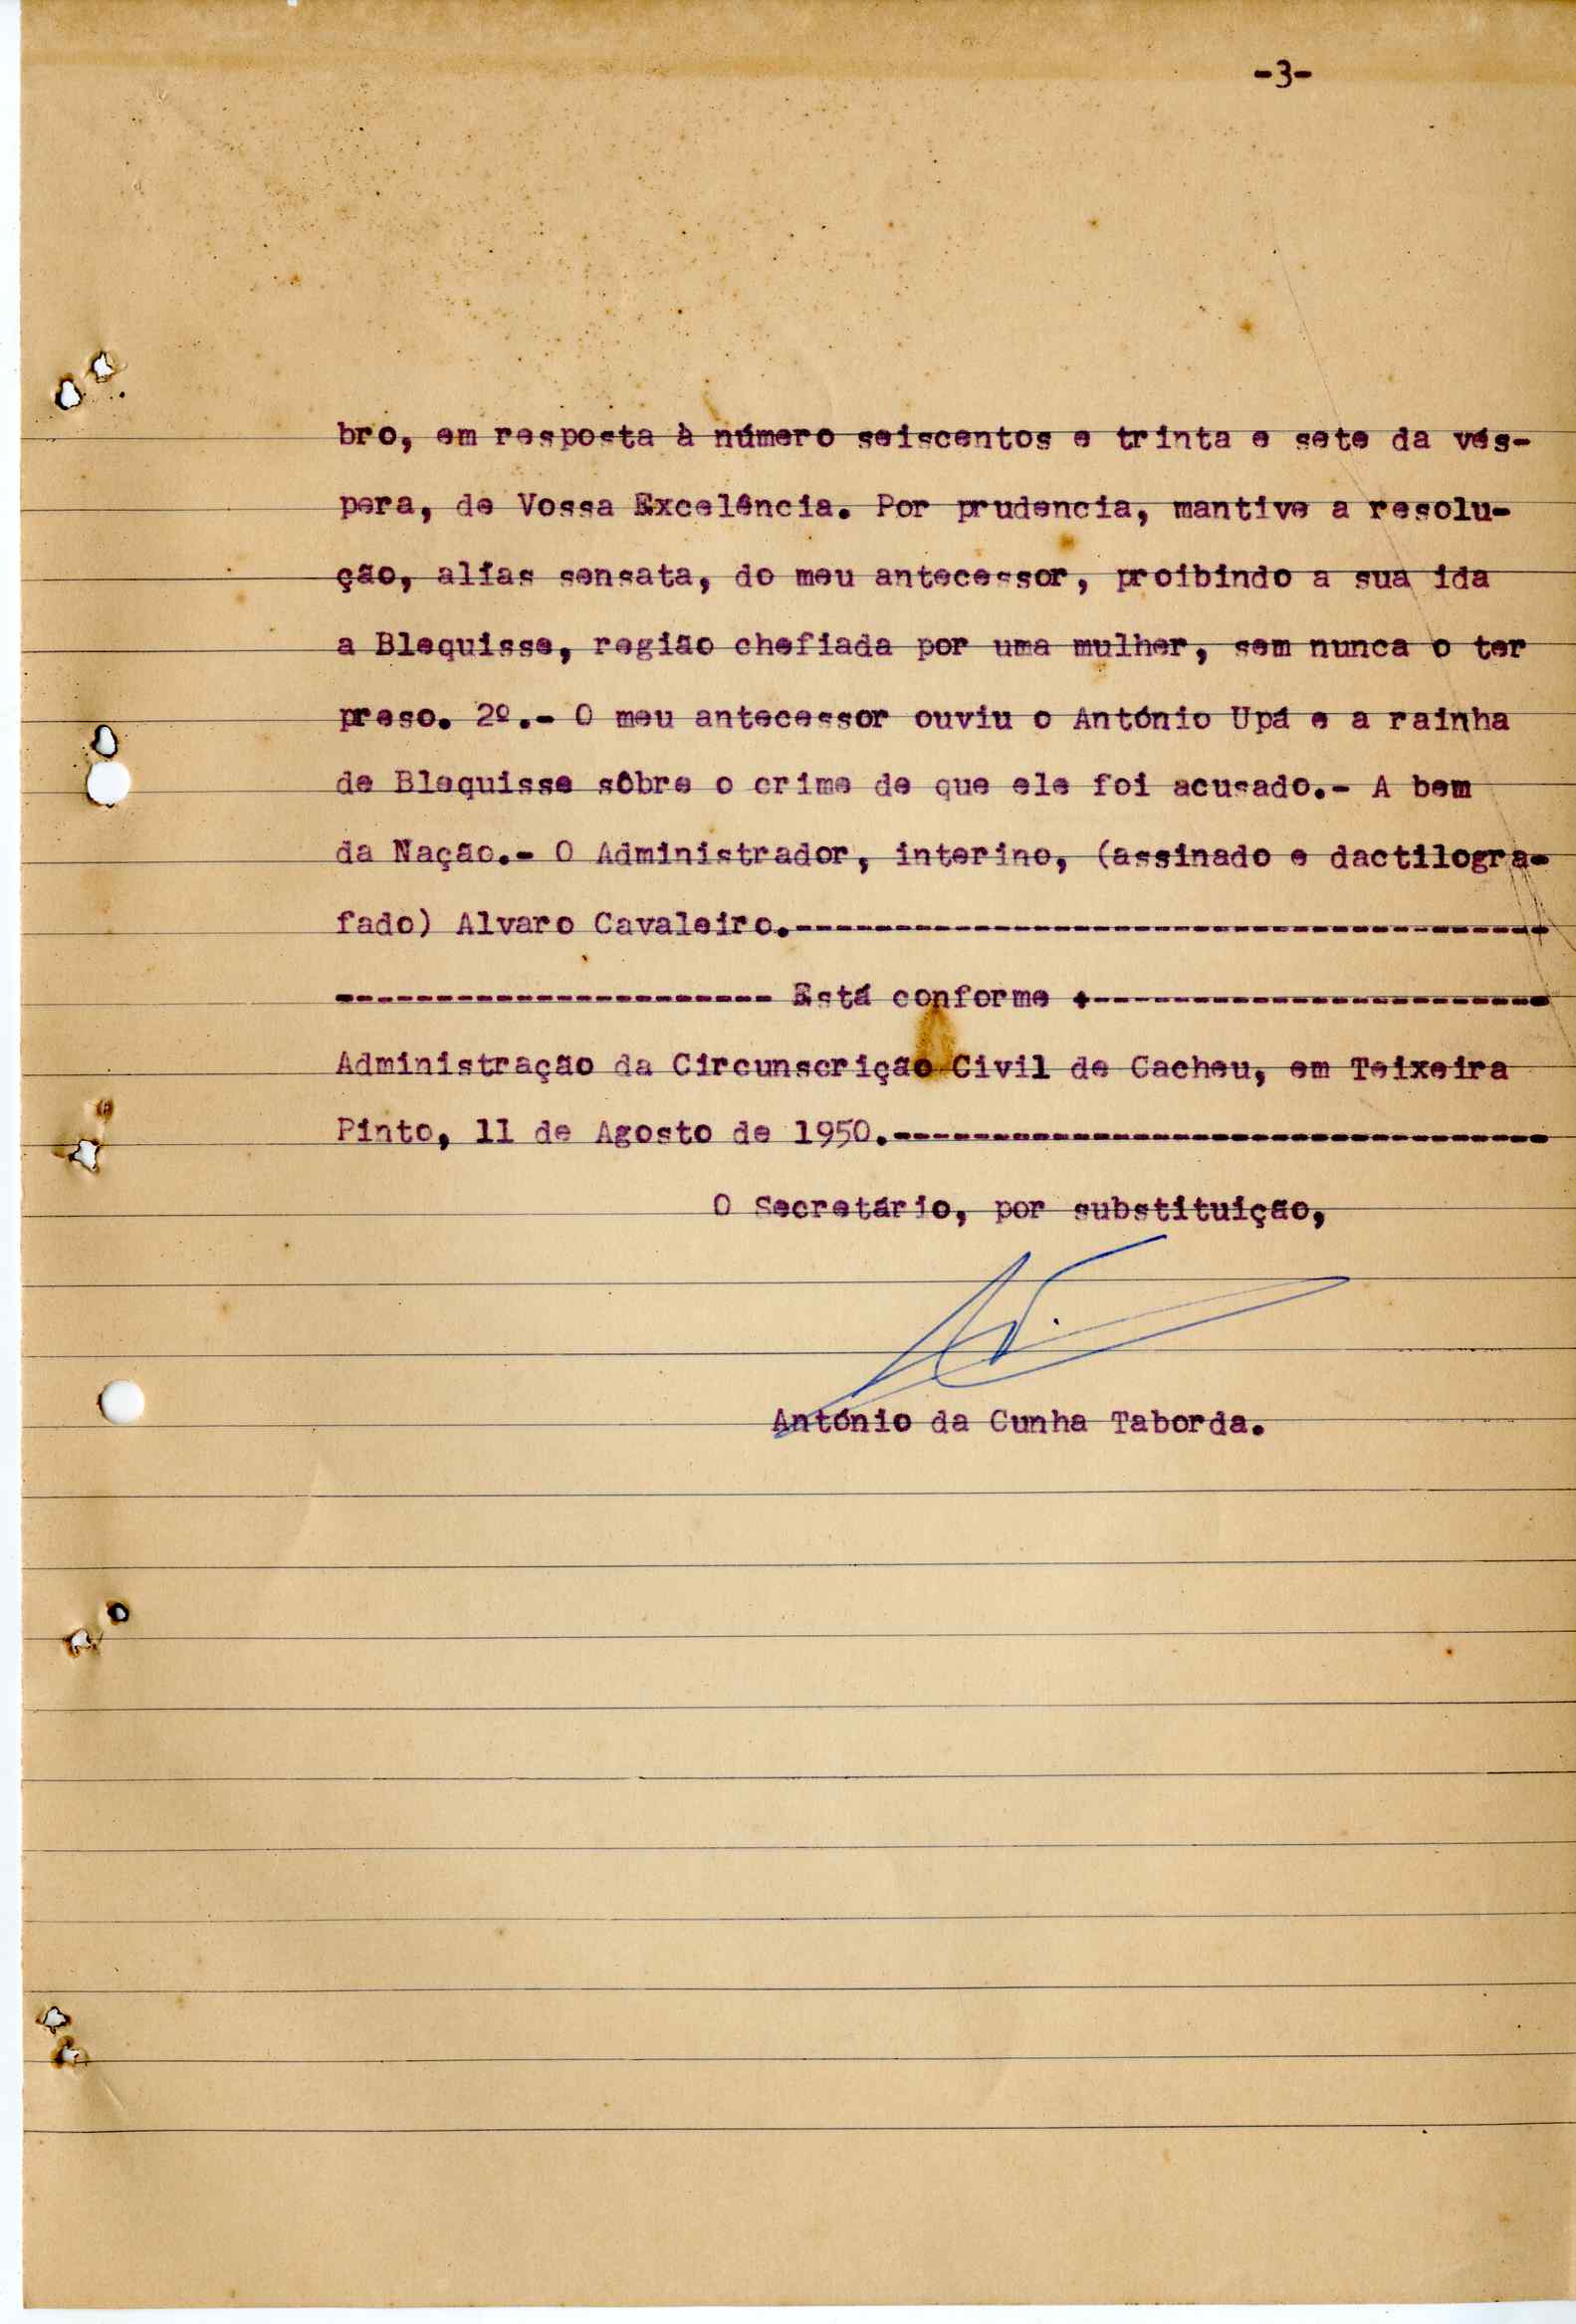 -3-
bro, em resposta à número seiscentos e trinta e sete da vés-
pera, de Vossa Excelência. Por prudencia, mantive a resolu-
ção, alías sensata, do meu antecessor, proibindo a sua ida
a Blequisse, região chefiada por uma mulher, sem nunca o ter
preso. 2º.- O meu antecessor ouviu o António Upá e a rainha
de Blequisse sôbre o crime de que ele foi acusado.- A bem
da Nação.- O Administrador, interino, (assinado e dactilogra-
fado) Alvaro Cavaleiro.--------------------------------------
---------------------- Está conforme .-----------------------
Administração da Circunscrição Civil de Cacheu, em Teixeira
Pinto, 11 de Agosto de 1950.---------------------------------
O Secretário, por substituição,
António da Cunha Taborda.